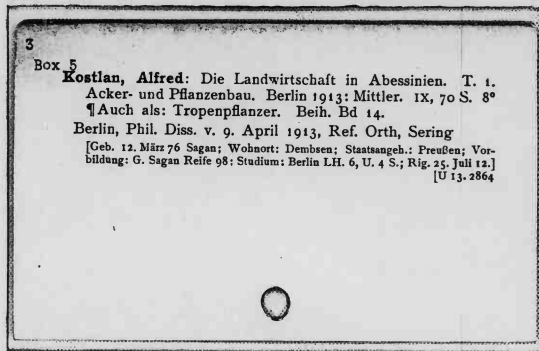 3
Box 5
Kostlan, Alfred: Die Landwirtschaft in Abessinien. T. 1.
Acker- und Pflanzenbau. Berlin 1913: Mittler. IX, 70 S. 8°
¶ Auch als: Tropenpflanzer. Beih. Bd 14.
Berlin, Phil. Diss. v. 9. April 1913, Ref. Orth, Sering
[Geb. 12. März 76 Sagan; Wohnort: Dembsen; Staatsangeh.: Preußen; Vor-
bildung: G. Sagan Reife 98: Studium: Berlin LH. 6, U. 4 S.; Rig. 25. Juli 12.]
[U 13. 2864